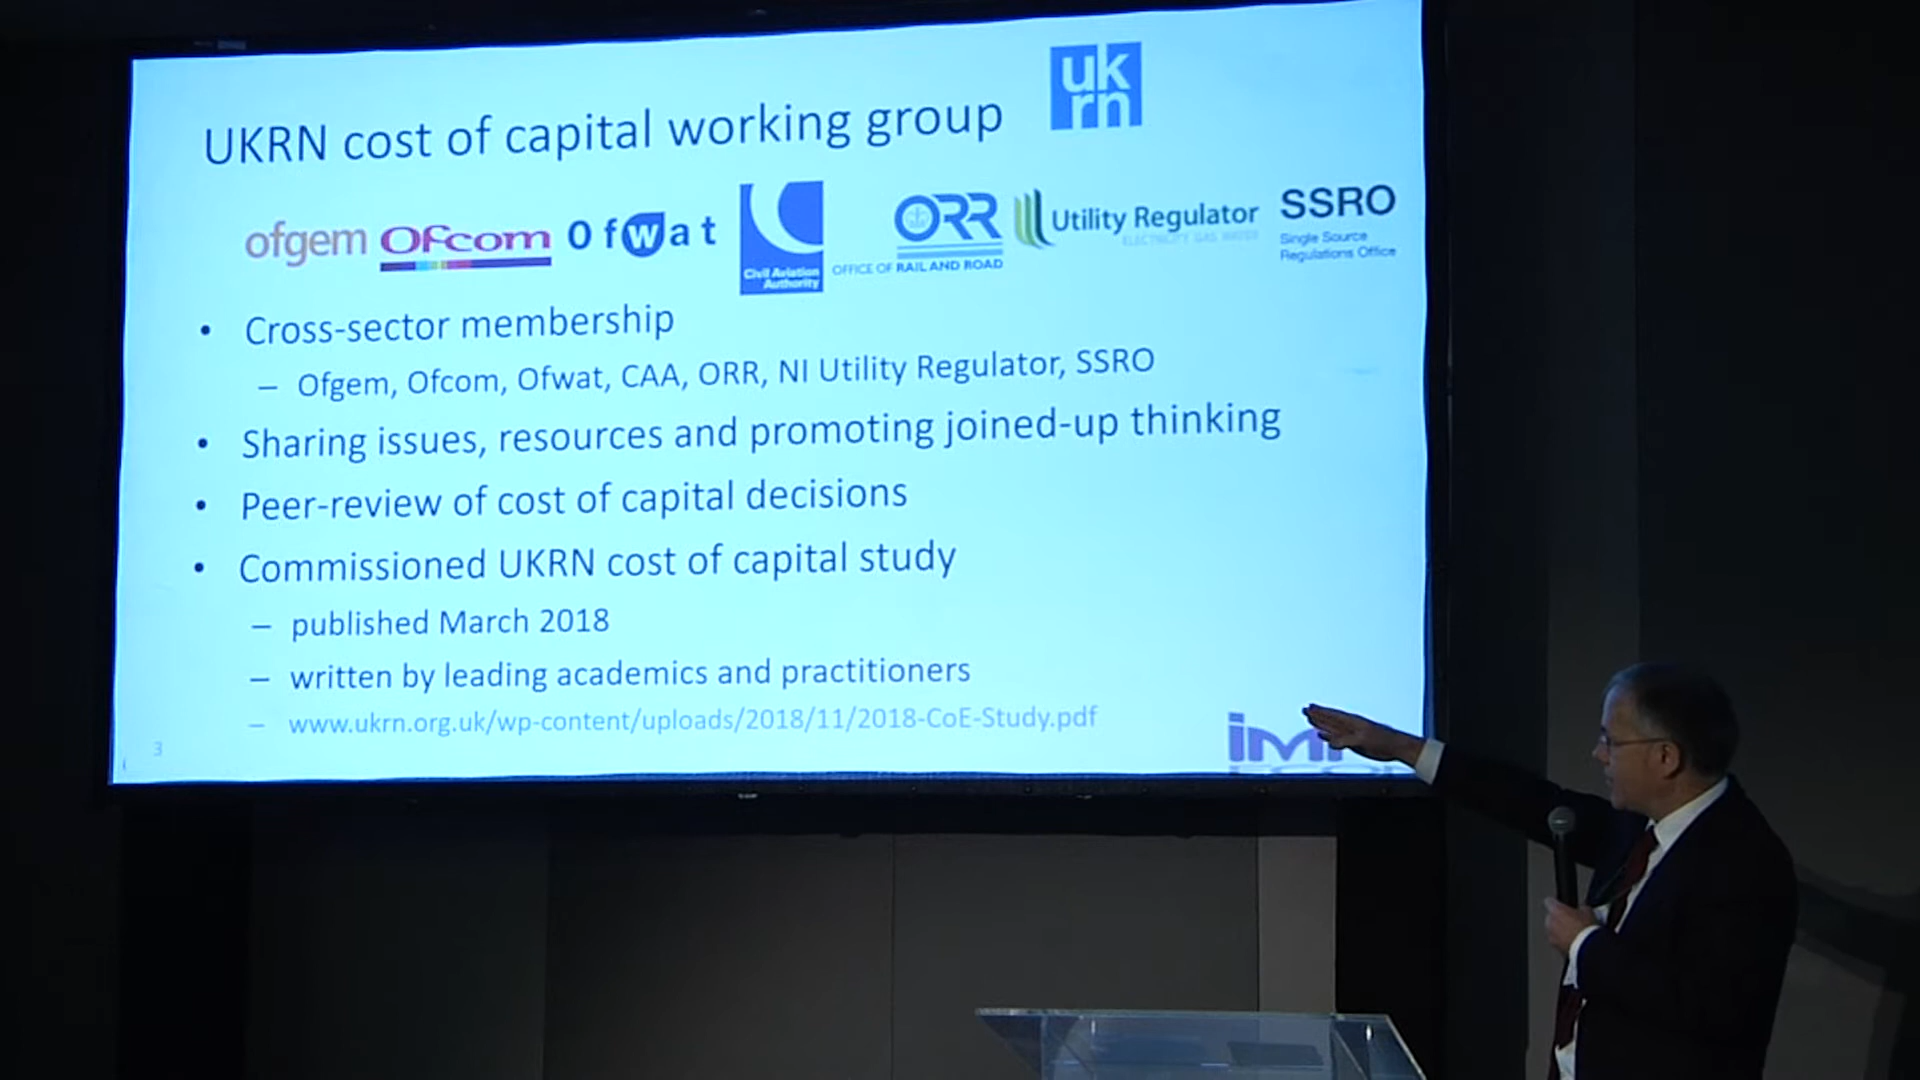 UKRN cost of capital working group
uk
rn
ofgem
Ofcom
Ofwat
Civil Aviation
Authority
ORR
OFFICE OF RAIL AND ROAD
Utility Regulator
ELECTRICITY GAS WATER
SSRO
Single Source
Regulations Office
• Cross-sector membership
– Ofgem, Ofcom, Ofwat, CAA, ORR, NI Utility Regulator, SSRO
• Sharing issues, resources and promoting joined-up thinking
• Peer-review of cost of capital decisions
• Commissioned UKRN cost of capital study
– published March 2018
– written by leading academics and practitioners
– www.ukrn.org.uk/wp-content/uploads/2018/11/2018-CoE-Study.pdf
3